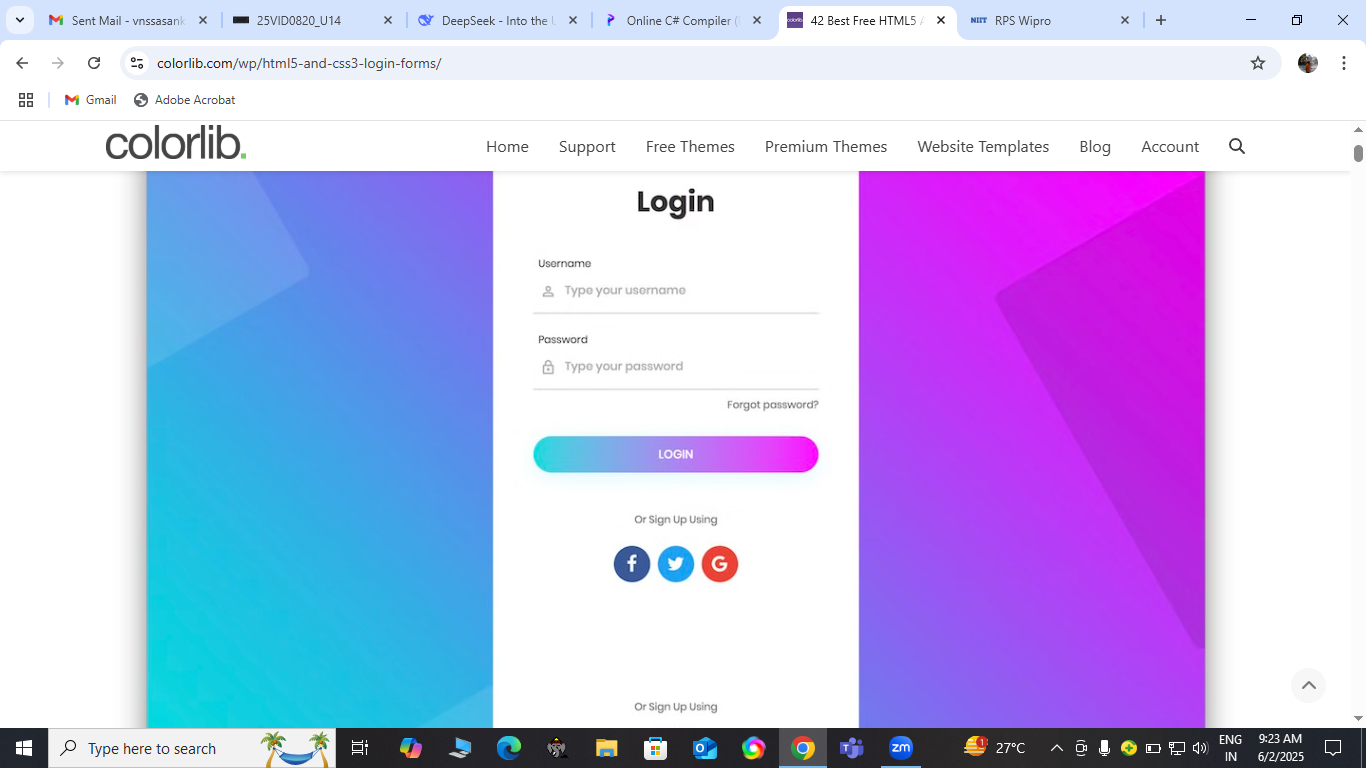 Sent Mail - vnssasank
25VID0820_U14
DeepSeek - Into the U
Online C# Compiler (
42 Best Free HTML5 A
RPS Wipro
colorlib.com/wp/html5-and-css3-login-forms/
Gmail
Adobe Acrobat
colorlib.
Home
Support
Free Themes
Premium Themes
Website Templates
Blog
Account
Login
Username
Type your username
Password
Type your password
Forgot password?
LOGIN
Or Sign Up Using
Or Sign Up Using
Type here to search
27°C
ENG
IN
9:23 AM
6/2/2025